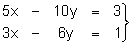 5x − 10y = 3
3x − 6y = 1}